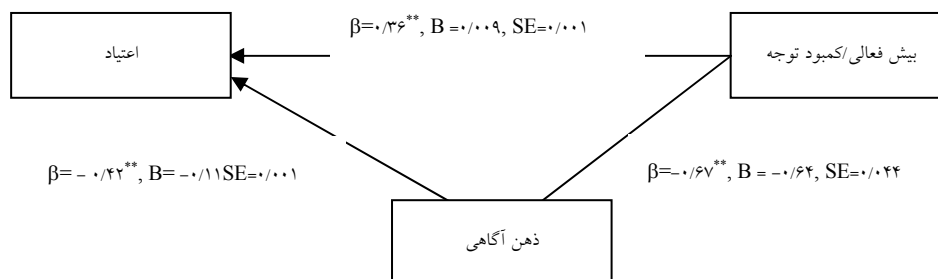 β=۰/۳۶**, B =۰/۰۰۹, SE=۰/۰۰۱
اعتیاد
بیش فعالی/کمبود توجه
β= – ۰/۴۲**, B= –۰/۱۱SE=۰/۰۰۱
β=–۰/۶۷**, B = –۰/۶۴, SE=۰/۰۴۴
ذهن آگاهی